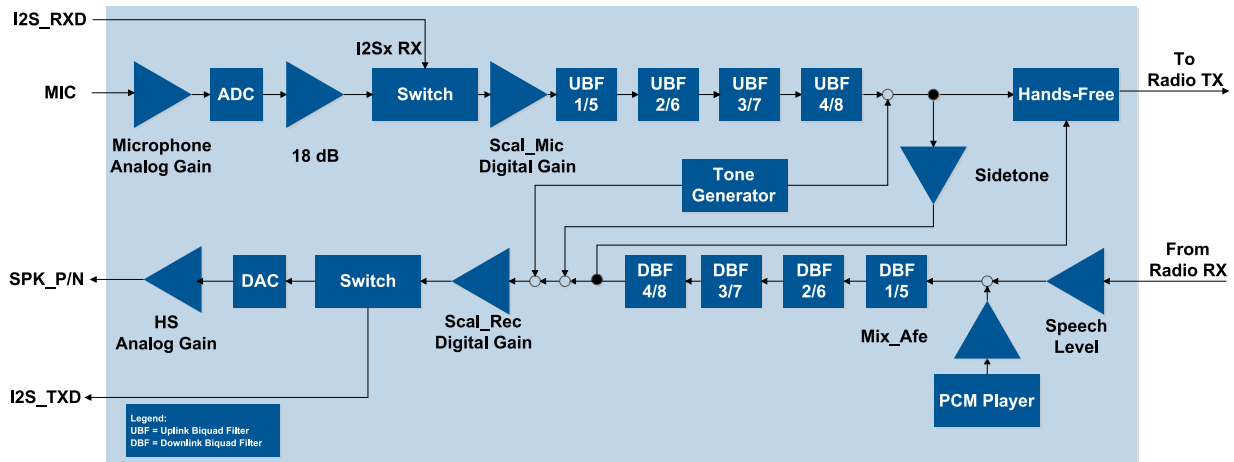 I2S_RXD
I2Sx RX
To
Radio TX
MIC
ADC
Switch
UBF
1/5
UBF
2/6
UBF
3/7
UBF
4/8
Hands-Free
Microphone
Analog Gain
18 dB
Scal_Mic
Digital Gain
Tone
Generator
Sidetone
From
Radio RX
SPK_P/N
DAC
Switch
DBF
4/8
DBF
3/7
DBF
2/6
DBF
1/5
HS
Analog Gain
Scal_Rec
Digital Gain
Mix_Afe
Speech
Level
I2S_TXD
PCM Player
Legend:
UBF = Uplink Biquad Filter
DBF = Downlink Biquad Filter